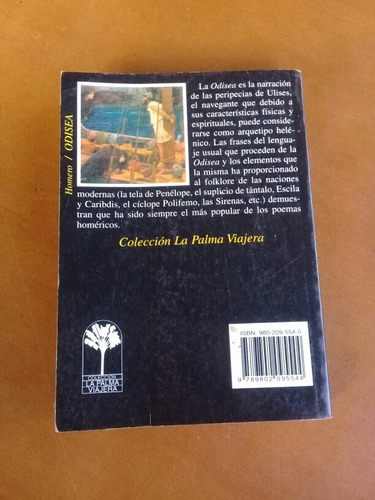 Homero / ODISEA
La Odisea es la narración
de las peripecias de Ulises,
el navegante que debido a
sus características físicas y
espirituales, puede conside-
rarse como arquetipo helé-
nico. Las frases del lengua-
je usual que proceden de la
Odisea y los elementos que
la misma ha proporcionado
al folklore de las naciones
modernas (la tela de Penélope, el suplicio de tántalo, Escila
y Caribdis, el cíclope Polifemo, las Sirenas, etc.) demues-
tran que ha sido siempre el más popular de los poemas
homéricos.
Colección La Palma Viajera
COLECCION
LA PALMA
VIAJERA
ISBN: 980-209-554-0
9 789802 095544